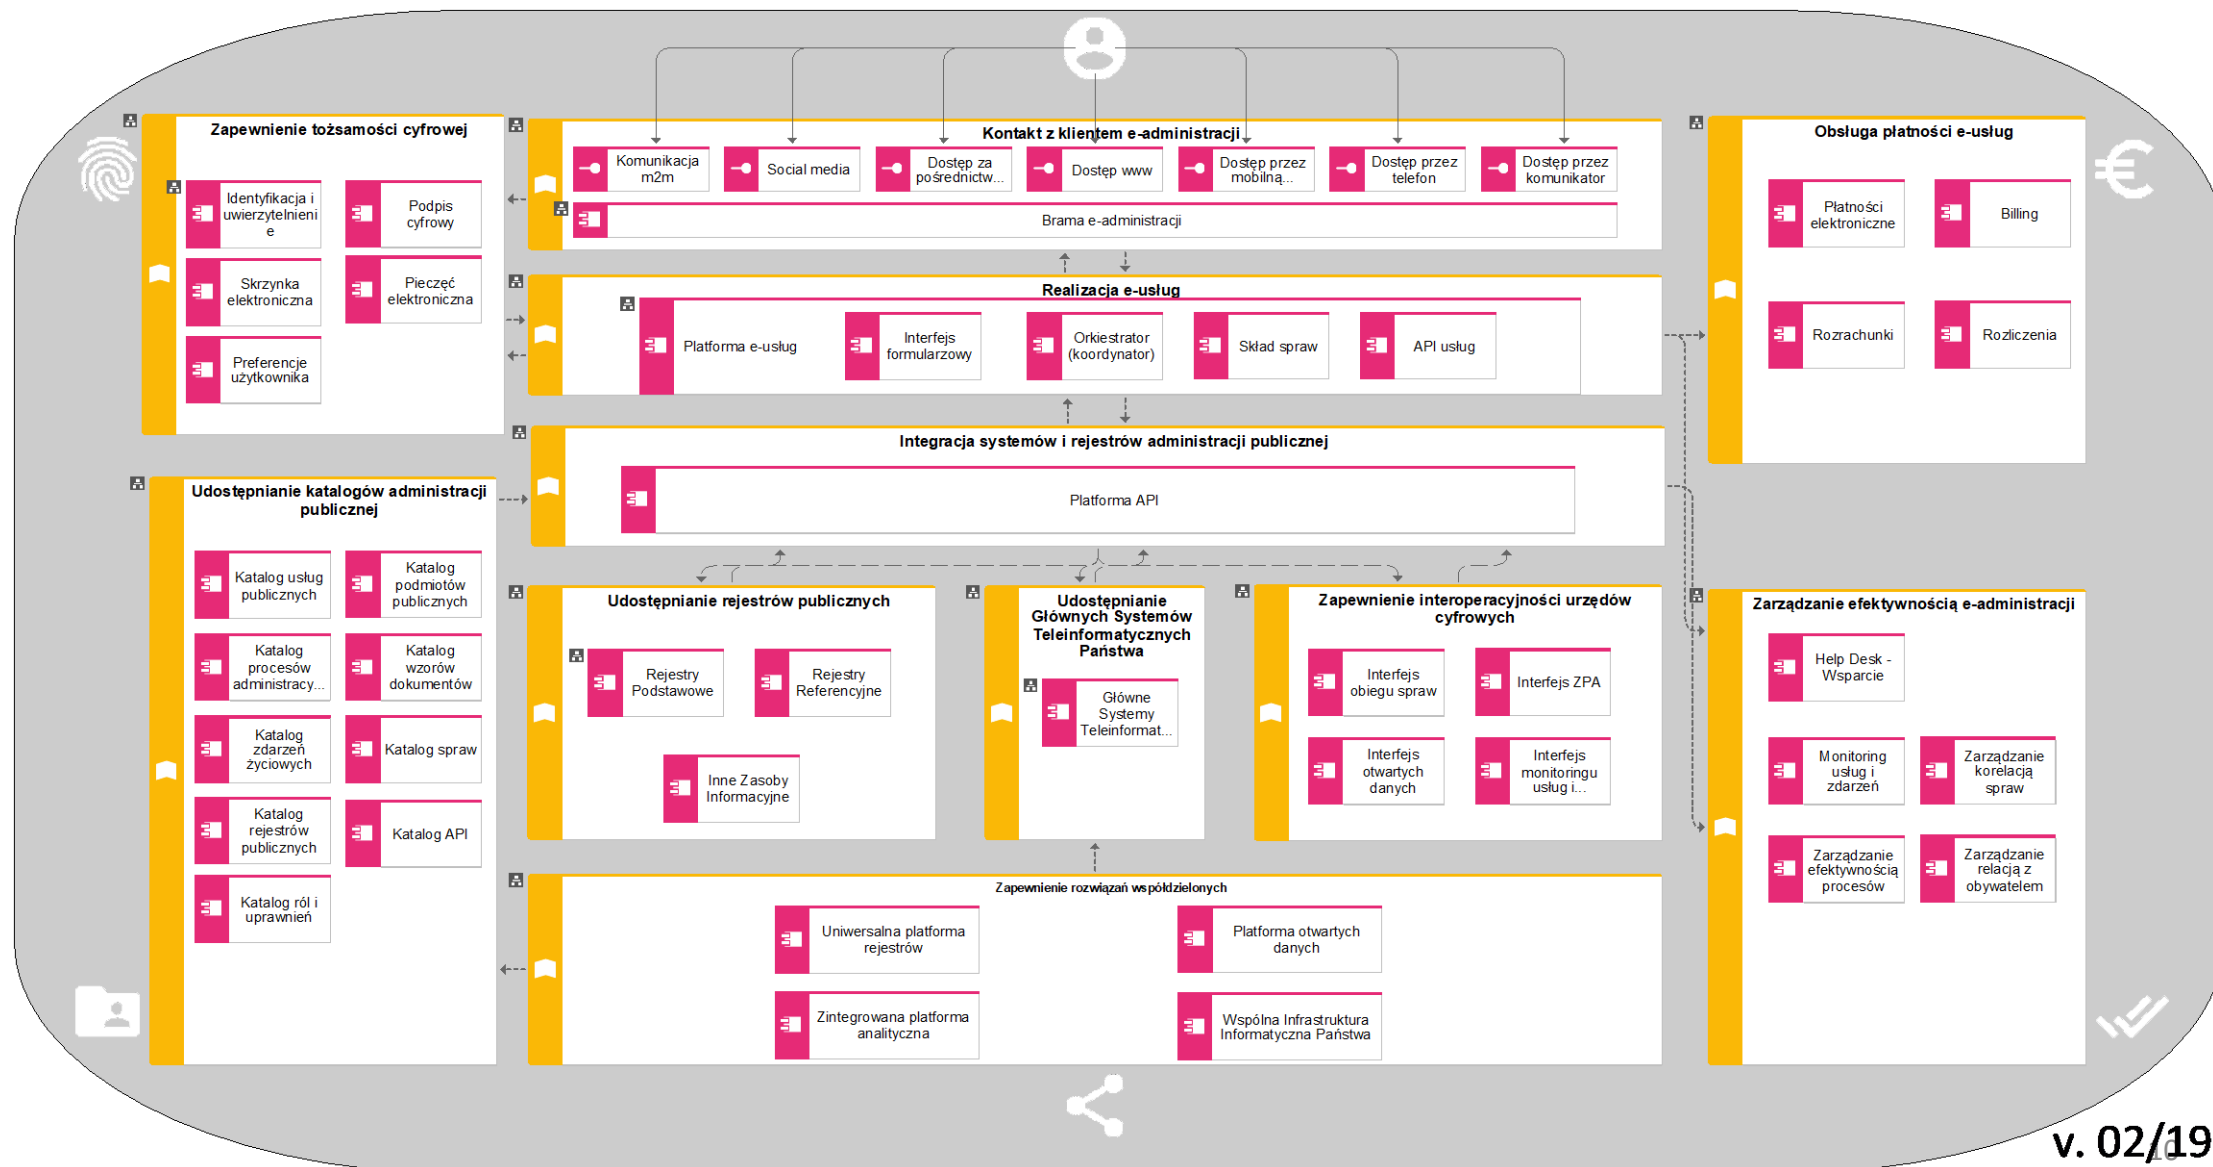 Zapewnienie tożsamości cyfrowej
Identyfikacja i
uwierzytelnieni
e
Podpis
cyfrowy
Skrzynka
elektroniczna
Pieczęć
elektroniczna
Preferencje
użytkownika
Kontakt z klientem e-administracji
Komunikacja
m2m
Social media
Dostęp za
pośrednictw...
Dostęp www
Dostęp przez
mobilną...
Dostęp przez
telefon
Dostęp przez
komunikator
Brama e-administracji
Obsługa płatności e-usług
Płatności
elektroniczne
Billing
Rozrachunki
Rozliczenia
Realizacja e-usług
Platforma e-usług
Interfejs
formularzowy
Orkiestrator
(koordynator)
Skład spraw
API usług
Integracja systemów i rejestrów administracji publicznej
Platforma API
Udostępnianie katalogów administracji
publicznej
Katalog usług
publicznych
Katalog
podmiotów
publicznych
Katalog
procesów
administracy...
Katalog
wzorów
dokumentów
Katalog
zdarzeń
życiowych
Katalog spraw
Katalog
rejestrów
publicznych
Katalog API
Katalog ról i
uprawnień
Udostępnianie rejestrów publicznych
Rejestry
Podstawowe
Rejestry
Referencyjne
Inne Zasoby
Informacyjne
Udostępnianie
Głównych Systemów
Teleinformatycznych
Państwa
Główne
Systemy
Teleinformat...
Zapewnienie interoperacyjności urzędów
cyfrowych
Interfejs
obiegu spraw
Interfejs ZPA
Interfejs
otwartych
danych
Interfejs
monitoringu
usług i...
Zarządzanie efektywnością e-administracji
Help Desk -
Wsparcie
Monitoring
usług i
zdarzeń
Zarządzanie
korelacją
spraw
Zarządzanie
efektywnością
procesów
Zarządzanie
relacją z
obywatelem
Zapewnienie rozwiązań współdzielonych
Uniwersalna platforma
rejestrów
Platforma otwartych
danych
Zintegrowana platforma
analityczna
Wspólna Infrastruktura
Informatyczna Państwa
v. 02/19
10